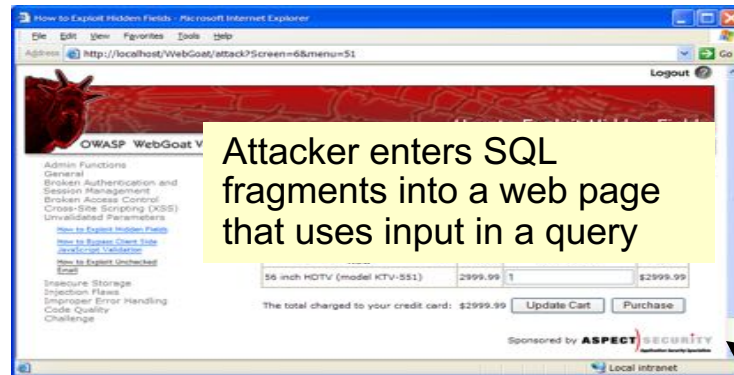 How to Exploit Hidden Fields - Microsoft Internet Explorer
File Edit View Favorites Tools Help
Address http://localhost/WebGoat/attack?Screen=6&menu=51 Go
Logout
OWASP WebGoat V
Attacker enters SQL
fragments into a web page
that uses input in a query
Admin Functions
General
Broken Authentication and
Session Management
Broken Access Control
Cross-Site Scripting (XSS)
Unvalidated Parameters
How to Exploit Hidden Fields
How to Bypass Client Side
JavaScript Validation
How to Exploit Unchecked
Email
Insecure Storage
Injection Flaws
Improper Error Handling
Code Quality
Challenge
56 inch HDTV (model KTV-551) 2999.99 1 $2999.99
The total charged to your credit card: $2999.99 Update Cart Purchase
Sponsored by ASPECT SECURITY
Application Security Specialists
Local intranet